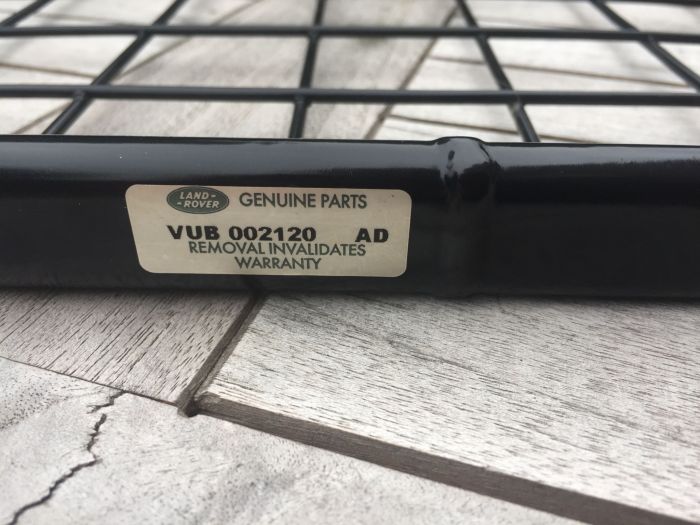 LAND-
-ROVER
GENUINE PARTS
VUB 002120 AD
REMOVAL INVALIDATES
WARRANTY